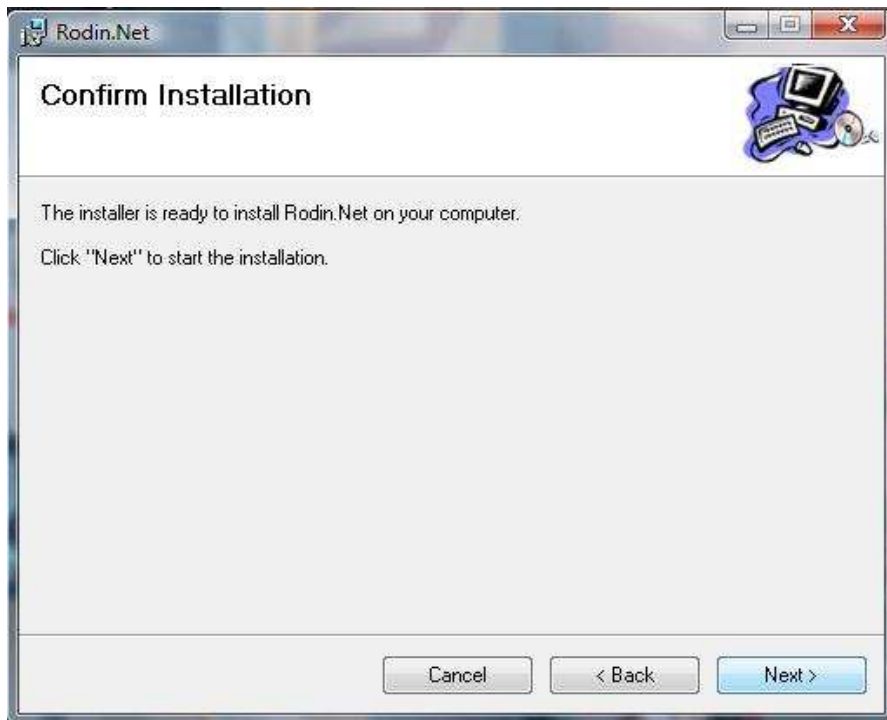 Rodin.Net
Confirm Installation
The installer is ready to install Rodin.Net on your computer.
Click "Next" to start the installation.
Cancel
< Back
Next >